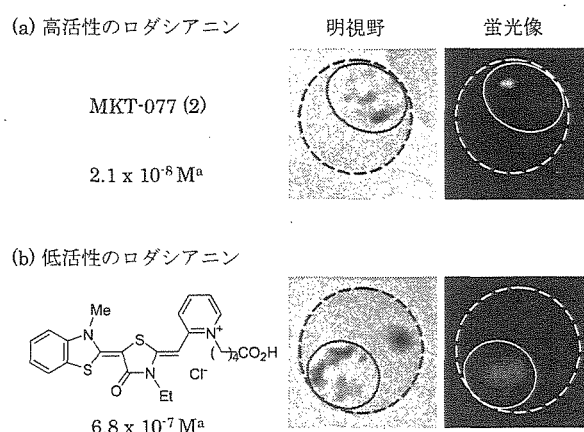 (a) 高活性のロダシアニン 明視野 蛍光像
MKT-077 (2)
2.1 x 10⁻⁸ Mᵃ
(b) 低活性のロダシアニン
Me
N
S
S
O
N
Et
N⁺
( )₄CO₂H
Cl⁻
6.8 x 10⁻⁷ Mᵃ